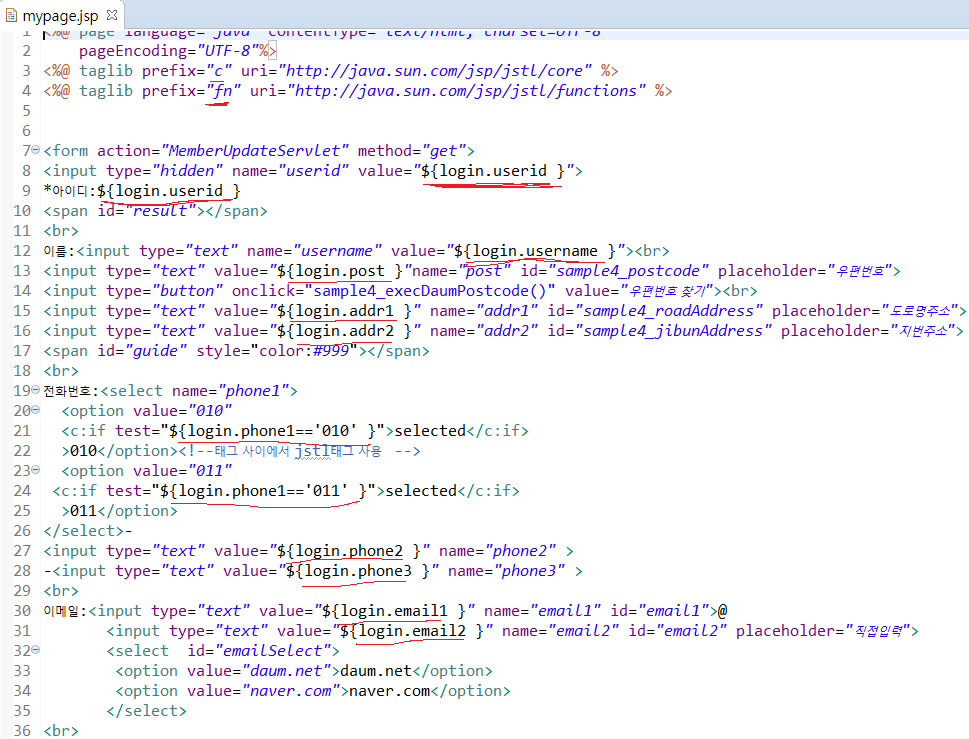 mypage.jsp
1 <%@ page language="java" contentType="text/html; charset=UTF-8"
2 pageEncoding="UTF-8"%>
3 <%@ taglib prefix="c" uri="http://java.sun.com/jsp/jstl/core" %>
4 <%@ taglib prefix="fn" uri="http://java.sun.com/jsp/jstl/functions" %>
5
6
7 <form action="MemberUpdateServlet" method="get">
8 <input type="hidden" name="userid" value="${login.userid }">
9 *아이디:${login.userid }
10 <span id="result"></span>
11 <br>
12 이름:<input type="text" name="username" value="${login.username }"><br>
13 <input type="text" value="${login.post }"name="post" id="sample4_postcode" placeholder="우편번호">
14 <input type="button" onclick="sample4_execDaumPostcode()" value="우편번호 찾기"><br>
15 <input type="text" value="${login.addr1 }" name="addr1" id="sample4_roadAddress" placeholder="도로명주소">
16 <input type="text" value="${login.addr2 }" name="addr2" id="sample4_jibunAddress" placeholder="지번주소">
17 <span id="guide" style="color:#999"></span>
18 <br>
19 전화번호:<select name="phone1">
20 <option value="010"
21 <c:if test="${login.phone1=='010' }">selected</c:if>
22 >010</option><!--태그 사이에서 jstl태그 사용 -->
23 <option value="011"
24 <c:if test="${login.phone1=='011' }">selected</c:if>
25 >011</option>
26 </select>-
27 <input type="text" value="${login.phone2 }" name="phone2" >
28 -<input type="text" value="${login.phone3 }" name="phone3" >
29 <br>
30 이메일:<input type="text" value="${login.email1 }" name="email1" id="email1">@
31 <input type="text" value="${login.email2 }" name="email2" id="email2" placeholder="직접입력">
32 <select  id="emailSelect">
33 <option value="daum.net">daum.net</option>
34 <option value="naver.com">naver.com</option>
35 </select>
36 <br>